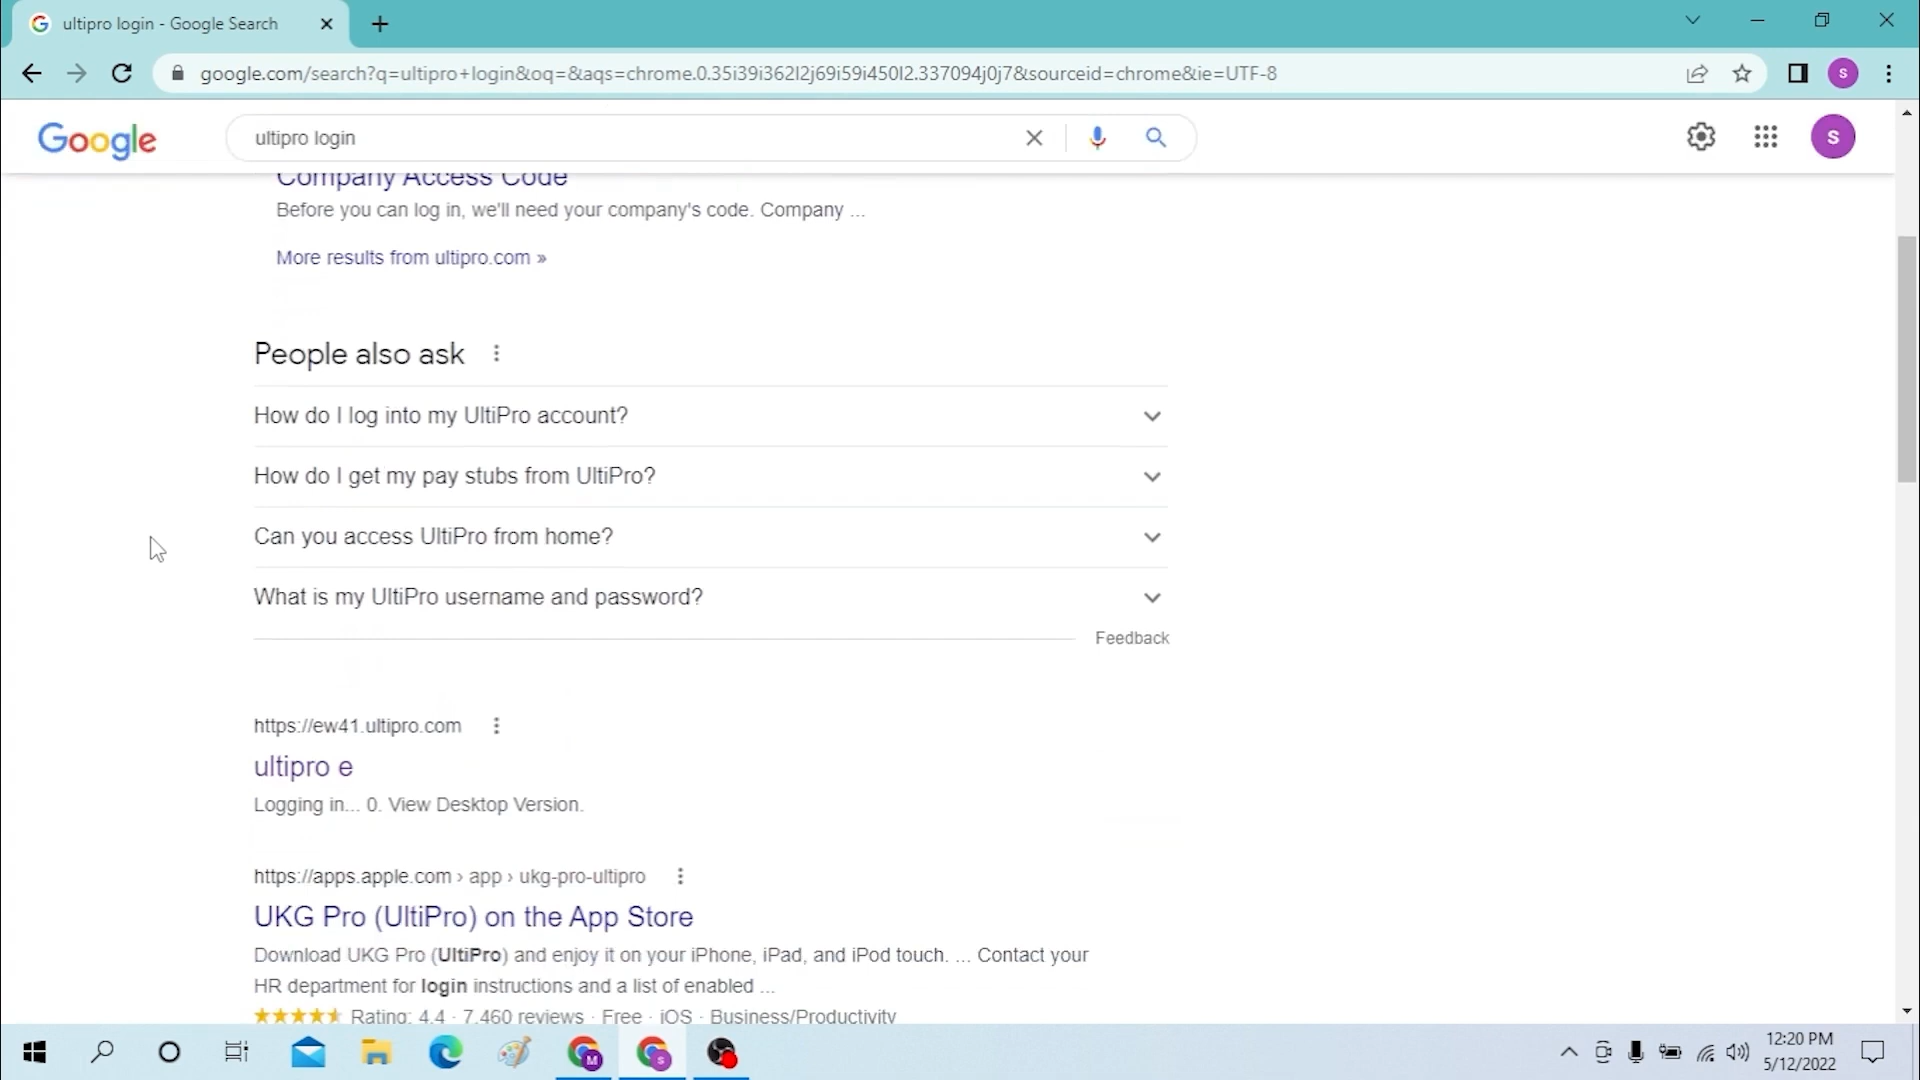 ultipro login - Google Search
google.com/search?q=ultipro+login&oq=&aqs=chrome.0.35i39i362l2j69i59i450l2.337094j0j7&sourceid=chrome&ie=UTF-8
S
Google
ultipro login
S
Company Access Code
Before you can log in, we'll need your company's code. Company ...
More results from ultipro.com »
People also ask
How do I log into my UltiPro account?
How do I get my pay stubs from UltiPro?
Can you access UltiPro from home?
What is my UltiPro username and password?
Feedback
https://ew41.ultipro.com
ultipro e
Logging in... 0. View Desktop Version.
https://apps.apple.com › app › ukg-pro-ultipro
UKG Pro (UltiPro) on the App Store
Download UKG Pro (UltiPro) and enjoy it on your iPhone, iPad, and iPod touch. ... Contact your
HR department for login instructions and a list of enabled ...
Rating: 4.4 · 7,460 reviews · Free · iOS · Business/Productivity
M
S
12:20 PM
5/12/2022